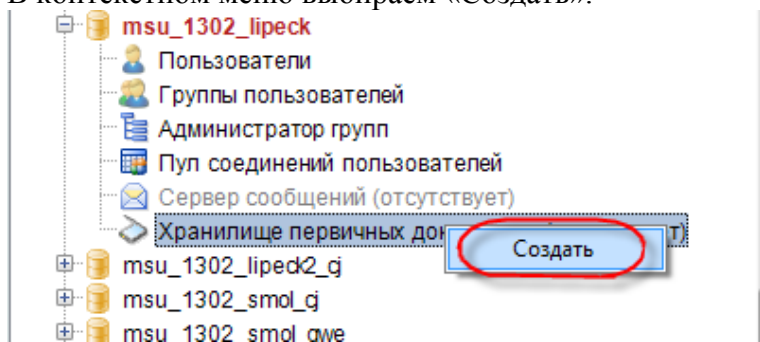 В контекстном меню выбираем «Создать».
msu_1302_lipeck
Пользователи
Группы пользователей
Администратор групп
Пул соединений пользователей
Сервер сообщений (отсутствует)
Хранилище первичных
Создать
msu_1302_lipeck2_cj
msu_1302_smol_cj
msu_1302_smol_qwe